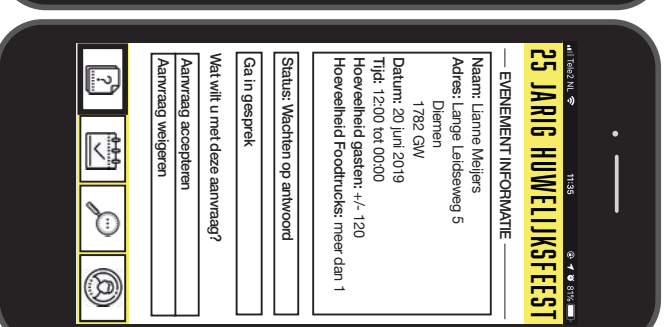 Tele2 NL 11:35 81%
25 JARIG HUWELIJKSFEEST
EVENEMENT INFORMATIE
Naam: Lianne Meijers
Adres: Lange Leidseweg 5
Diemen
1782 GW
Datum: 20 juni 2019
Tijd: 12:00 tot 00:00
Hoeveelheid gasten: +/- 120
Hoeveelheid Foodtrucks: meer dan 1
Status: Wachten op antwoord
Ga in gesprek
Wat wilt u met deze aanvraag?
Aanvraag accepteren
Aanvraag weigeren
?